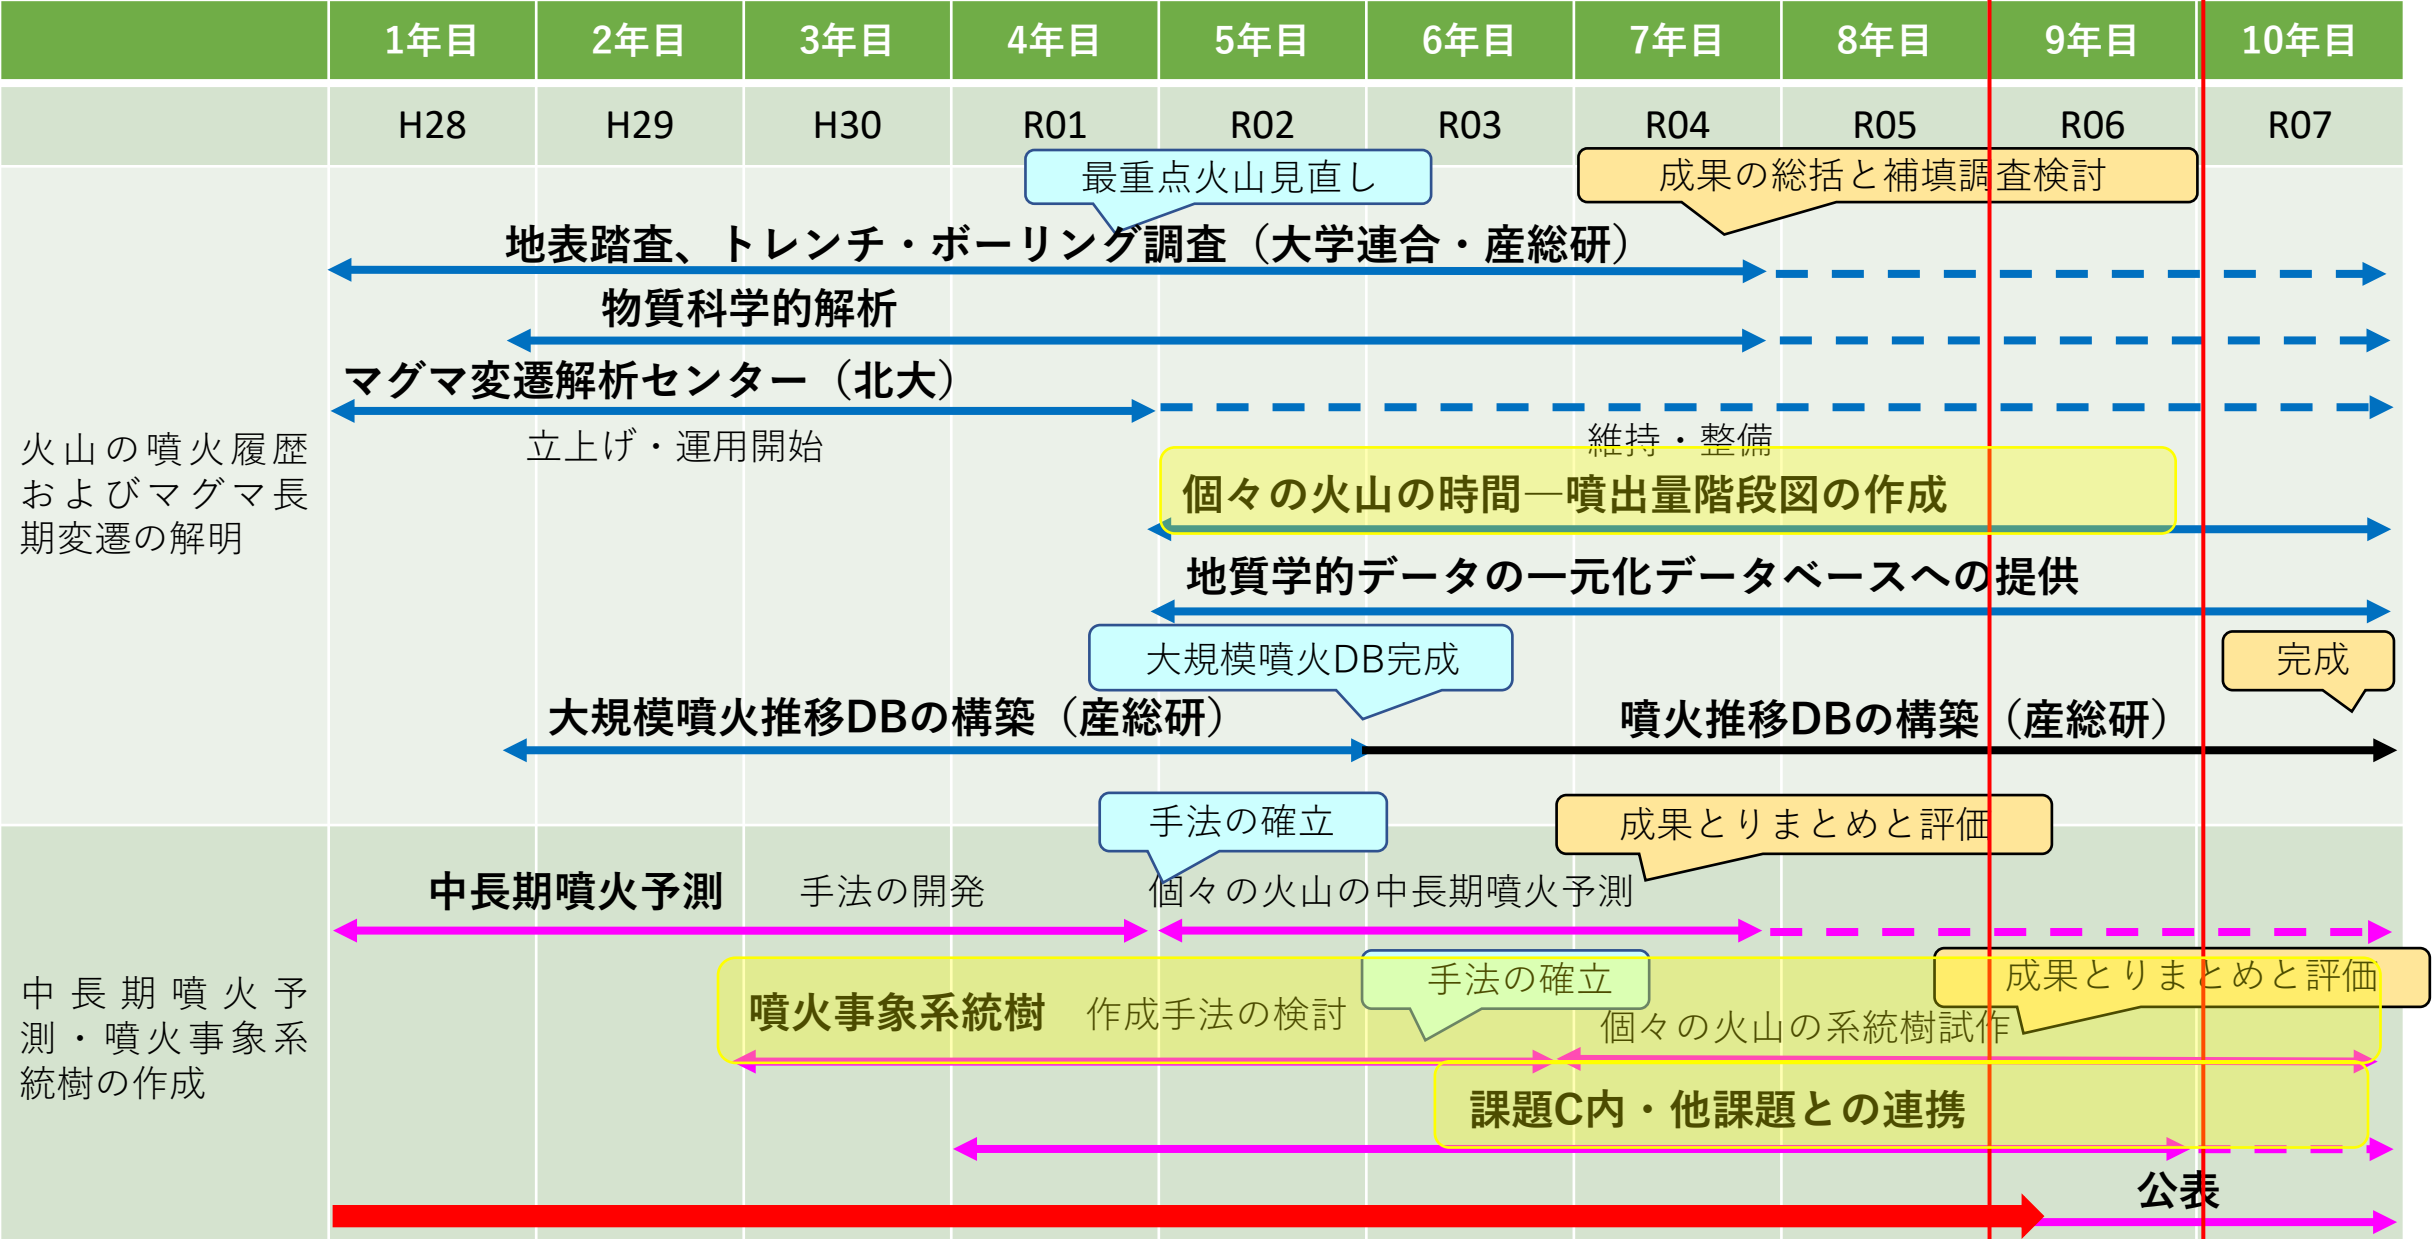 1年目 2年目 3年目 4年目 5年目 6年目 7年目 8年目 9年目 10年目
H28 H29 H30 R01 R02 R03 R04 R05 R06 R07
最重点火山見直し
成果の総括と補填調査検討
地表踏査、トレンチ・ボーリング調査（大学連合・産総研）
物質科学的解析
マグマ変遷解析センター（北大）
立上げ・運用開始
維持・整備
火山の噴火履歴
およびマグマ長
期変遷の解明
個々の火山の時間―噴出量階段図の作成
地質学的データの一元化データベースへの提供
大規模噴火DB完成
完成
大規模噴火推移DBの構築（産総研）
噴火推移DBの構築（産総研）
手法の確立
成果とりまとめと評価
中長期噴火予測
手法の開発
個々の火山の中長期噴火予測
中長期噴火予
測・噴火事象系
統樹の作成
手法の確立
成果とりまとめと評価
噴火事象系統樹
作成手法の検討
個々の火山の系統樹試作
課題C内・他課題との連携
公表